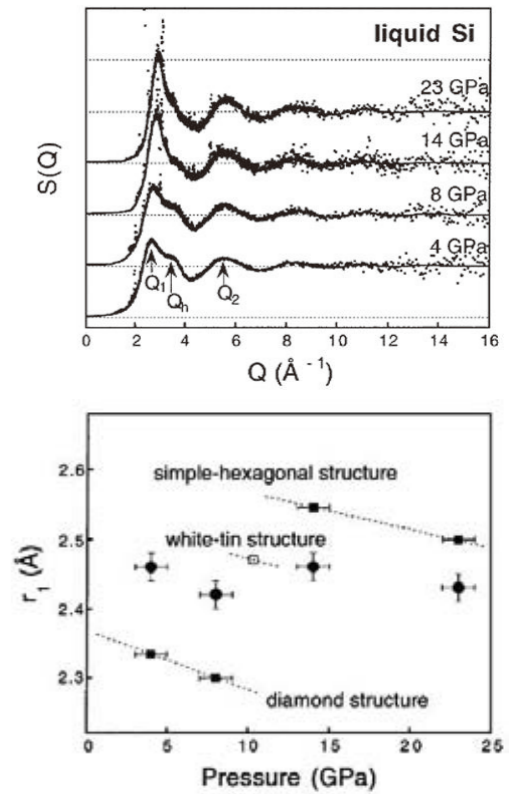 liquid Si
23 GPa
14 GPa
8 GPa
4 GPa
S(Q)
Q1
Qh
Q2
0 2 4 6 8 10 12 14 16
Q (Å -1)
2.6
simple-hexagonal structure
white-tin structure
2.5
r1 (Å)
2.4
2.3
diamond structure
0 5 10 15 20 25
Pressure (GPa)